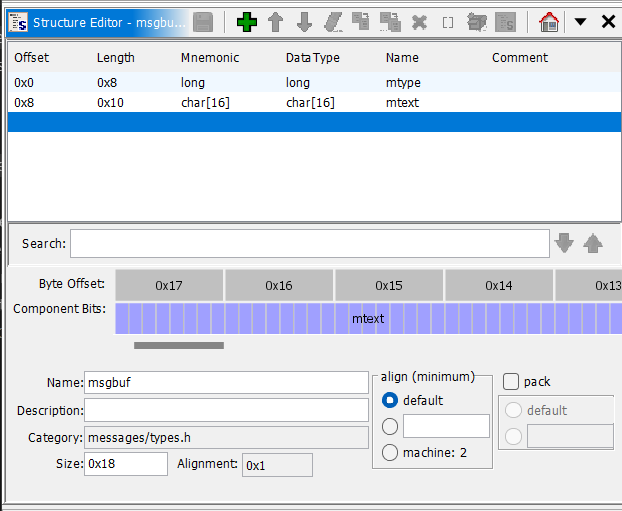 Structure Editor - msgbu...
Offset Length Mnemonic DataType Name Comment
0x0 0x8 long long mtype
0x8 0x10 char[16] char[16] mtext
Search:
Byte Offset: 0x17 0x16 0x15 0x14 0x13
Component Bits: mtext
Name: msgbuf
Description:
Category: messages/types.h
Size: 0x18 Alignment: 0x1
align (minimum)
default
machine: 2
pack
default